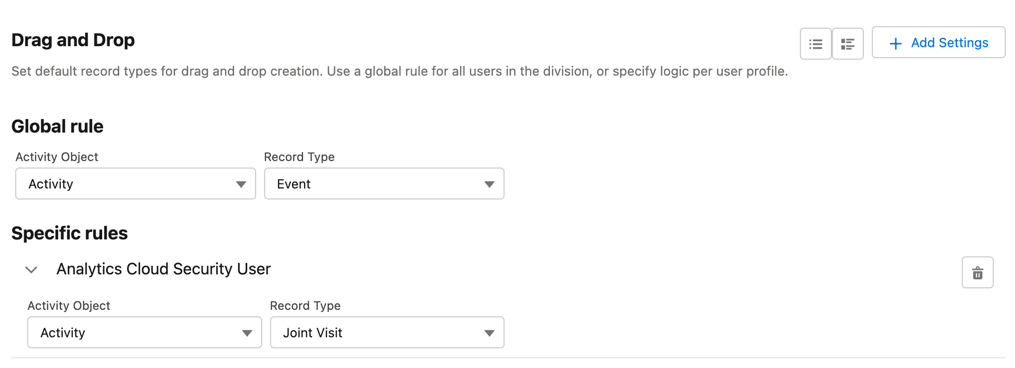 Drag and Drop
Add Settings
Set default record types for drag and drop creation. Use a global rule for all users in the division, or specify logic per user profile.
Global rule
Activity Object Record Type
Activity Event
Specific rules
Analytics Cloud Security User
Activity Object Record Type
Activity Joint Visit